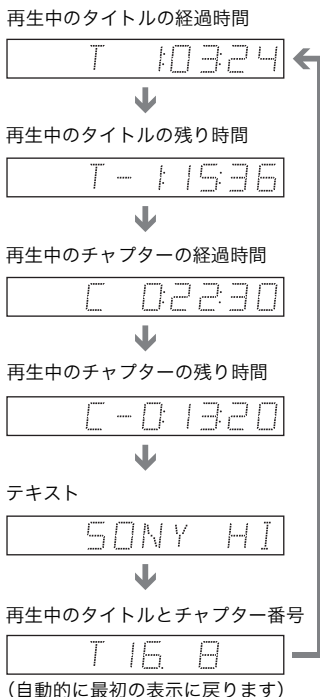 再生中のタイトルの経過時間
T 1:03:24
再生中のタイトルの残り時間
T-1:15:36
再生中のチャプターの経過時間
C 0:22:30
再生中のチャプターの残り時間
C-0:13:20
テキスト
SONY HI
再生中のタイトルとチャプター番号
T 16. 8
(自動的に最初の表示に戻ります)